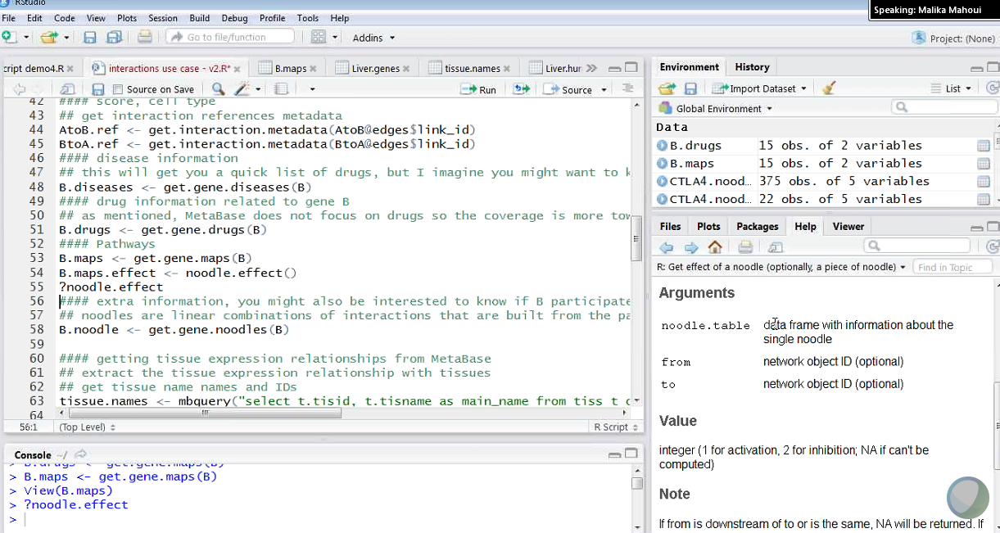 RStudio
Speaking: Malika Mahoui
File Edit Code View Plots Session Build Debug Profile Tools Help
Go to file/function Addins
Project: (None)
cript demo4.R interactions use case - v2.R* B.maps Liver.genes tissue.names Liver.hur
Source on Save Run Source
42 #### score, cell type
43 ## get interaction references metadata
44 AtoB.ref <- get.interaction.metadata(AtoB@edges$link_id)
45 BtoA.ref <- get.interaction.metadata(BtoA@edges$link_id)
46 #### disease information
47 ## this will get you a quick list of drugs, but I imagine you might want to k
48 B.diseases <- get.gene.diseases(B)
49 #### drug information related to gene B
50 ## as mentioned, MetaBase does not focus on drugs so the coverage is more tow
51 B.drugs <- get.gene.drugs(B)
52 #### Pathways
53 B.maps <- get.gene.maps(B)
54 B.maps.effect <- noodle.effect()
55 ?noodle.effect
56 #### extra information, you might also be interested to know if B participate
57 ## noodles are linear combinations of interactions that are built from the pa
58 B.noodle <- get.gene.noodles(B)
59
60 #### getting tissue expression relationships from MetaBase
61 ## extract the tissue expression relationship with tissues
62 ## get tissue name names and IDs
63 tissue.names <- mbquery("select t.tisid, t.tisname as main_name from tiss t
64
56:1 (Top Level) R Script
Console ~/
> B.drugs <- get.gene.maps(B)
> B.maps <- get.gene.maps(B)
> View(B.maps)
> ?noodle.effect
>
Environment History
Import Dataset List
Global Environment
Data
B.drugs 15 obs. of 2 variables
B.maps 15 obs. of 2 variables
CTLA4.nood… 375 obs. of 5 variables
CTLA4.nood… 22 obs. of 5 variables
Files Plots Packages Help Viewer
R: Get effect of a noodle (optionally, a piece of noodle) Find in Topic
Arguments
noodle.table data frame with information about the
single noodle
from network object ID (optional)
to network object ID (optional)
Value
integer (1 for activation, 2 for inhibition; NA if can't be
computed)
Note
If from is downstream of to or is the same, NA will be returned. If